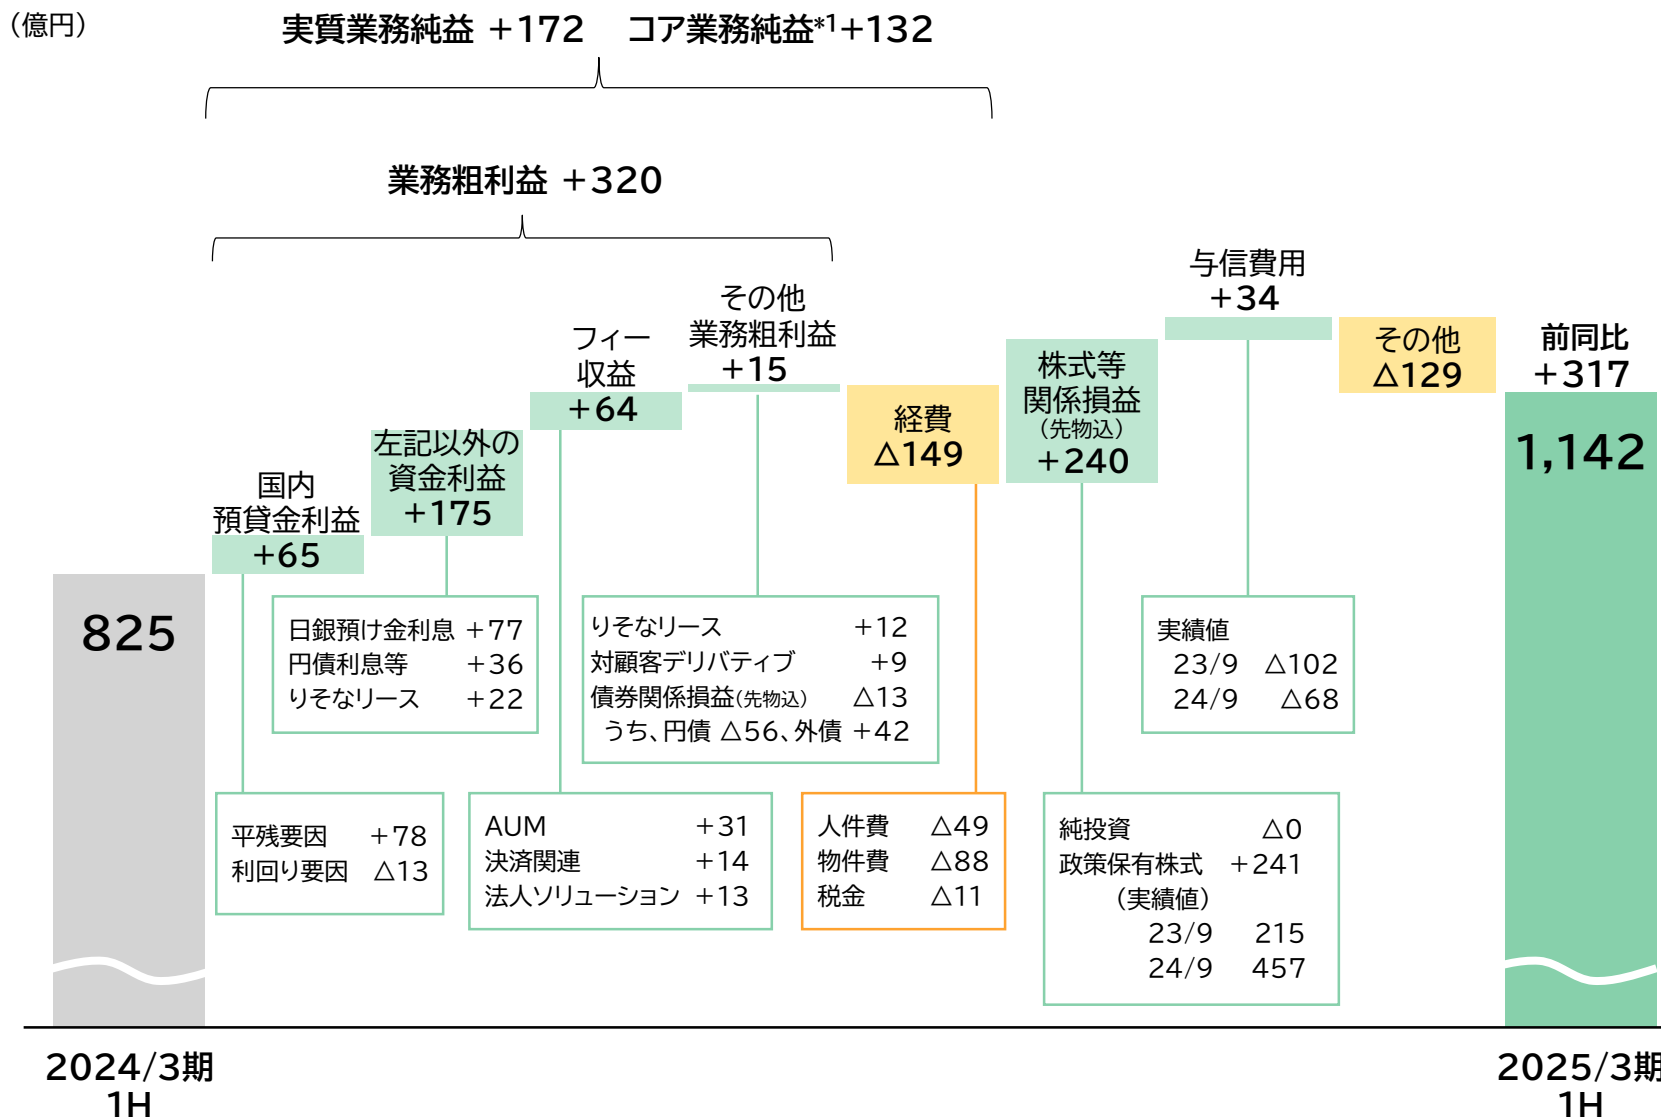 （億円）
実質業務純益 +172 コア業務純益*1+132
業務粗利益 +320
国内
預貸金利益
+65
左記以外の
資金利益
+175
フィー
収益
+64
その他
業務粗利益
+15
経費
△149
株式等
関係損益
（先物込）
+240
与信費用
+34
その他
△129
前同比
+317
825
1,142
日銀預け金利息 +77
円債利息等 +36
りそなリース +22
りそなリース +12
対顧客デリバティブ +9
債券関係損益(先物込) △13
うち、円債 △56、外債 +42
実績値
23/9 △102
24/9 △68
平残要因 +78
利回り要因 △13
AUM +31
決済関連 +14
法人ソリューション +13
人件費 △49
物件費 △88
税金 △11
純投資 △0
政策保有株式 +241
（実績値）
23/9 215
24/9 457
2024/3期
1H
2025/3期
1H